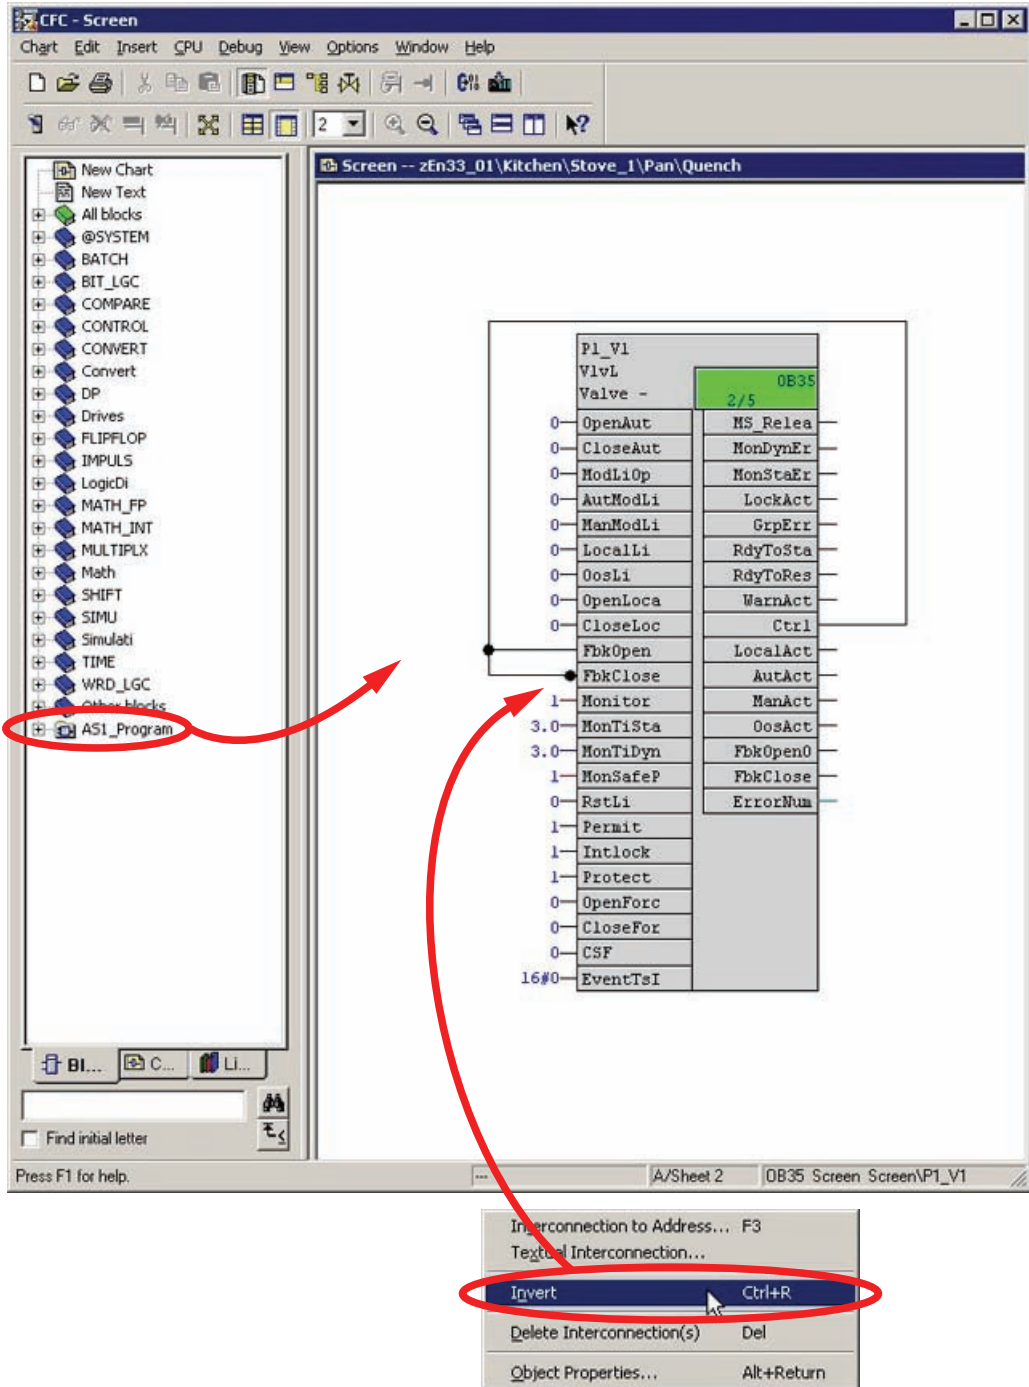 CFC - Screen
Chart Edit Insert CPU Debug View Options Window Help
2
New Chart
New Text
All blocks
@SYSTEM
BATCH
BIT_LGC
COMPARE
CONTROL
CONVERT
Convert
DP
Drives
FLIPFLOP
IMPULS
LogicDi
MATH_FP
MATH_INT
MULTIPLX
Math
SHIFT
SIMU
Simulati
TIME
WRD_LGC
Other blocks
AS1_Program
Bl...
C...
Li...
Find initial letter
Screen -- zEn33_01\Kitchen\Stove_1\Pan\Quench
P1_V1
VlvL
Valve -
OB35
2/5
0 OpenAut MS_Relea
0 CloseAut MonDynEr
0 ModLiOp MonStaEr
0 AutModLi LockAct
0 ManModLi GrpErr
0 LocalLi RdyToSta
0 OosLi RdyToRes
0 OpenLoca WarnAct
0 CloseLoc Ctrl
FbkOpen LocalAct
FbkClose AutAct
1 Monitor ManAct
3.0 MonTiSta OosAct
3.0 MonTiDyn FbkOpenO
1 MonSafeP FbkClose
0 RstLi ErrorNum
1 Permit
1 Intlock
1 Protect
0 OpenForc
0 CloseFor
0 CSF
16#0 EventTsI
Press F1 for help. --- A/Sheet 2 OB35 Screen Screen\P1_V1
Interconnection to Address... F3
Textual Interconnection...
Invert Ctrl+R
Delete Interconnection(s) Del
Object Properties... Alt+Return